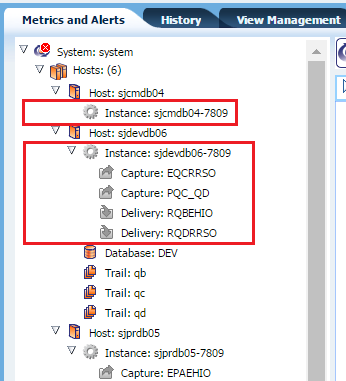 Metrics and Alerts History View Management
System: system
Hosts: (6)
Host: sjcmdb04
Instance: sjcmdb04-7809
Host: sjdevdb06
Instance: sjdevdb06-7809
Capture: EQCRRSO
Capture: PQC_QD
Delivery: RQBEHIO
Delivery: RQDRRSO
Database: DEV
Trail: qb
Trail: qc
Trail: qd
Host: sjprdb05
Instance: sjprdb05-7809
Capture: EPAEHIO